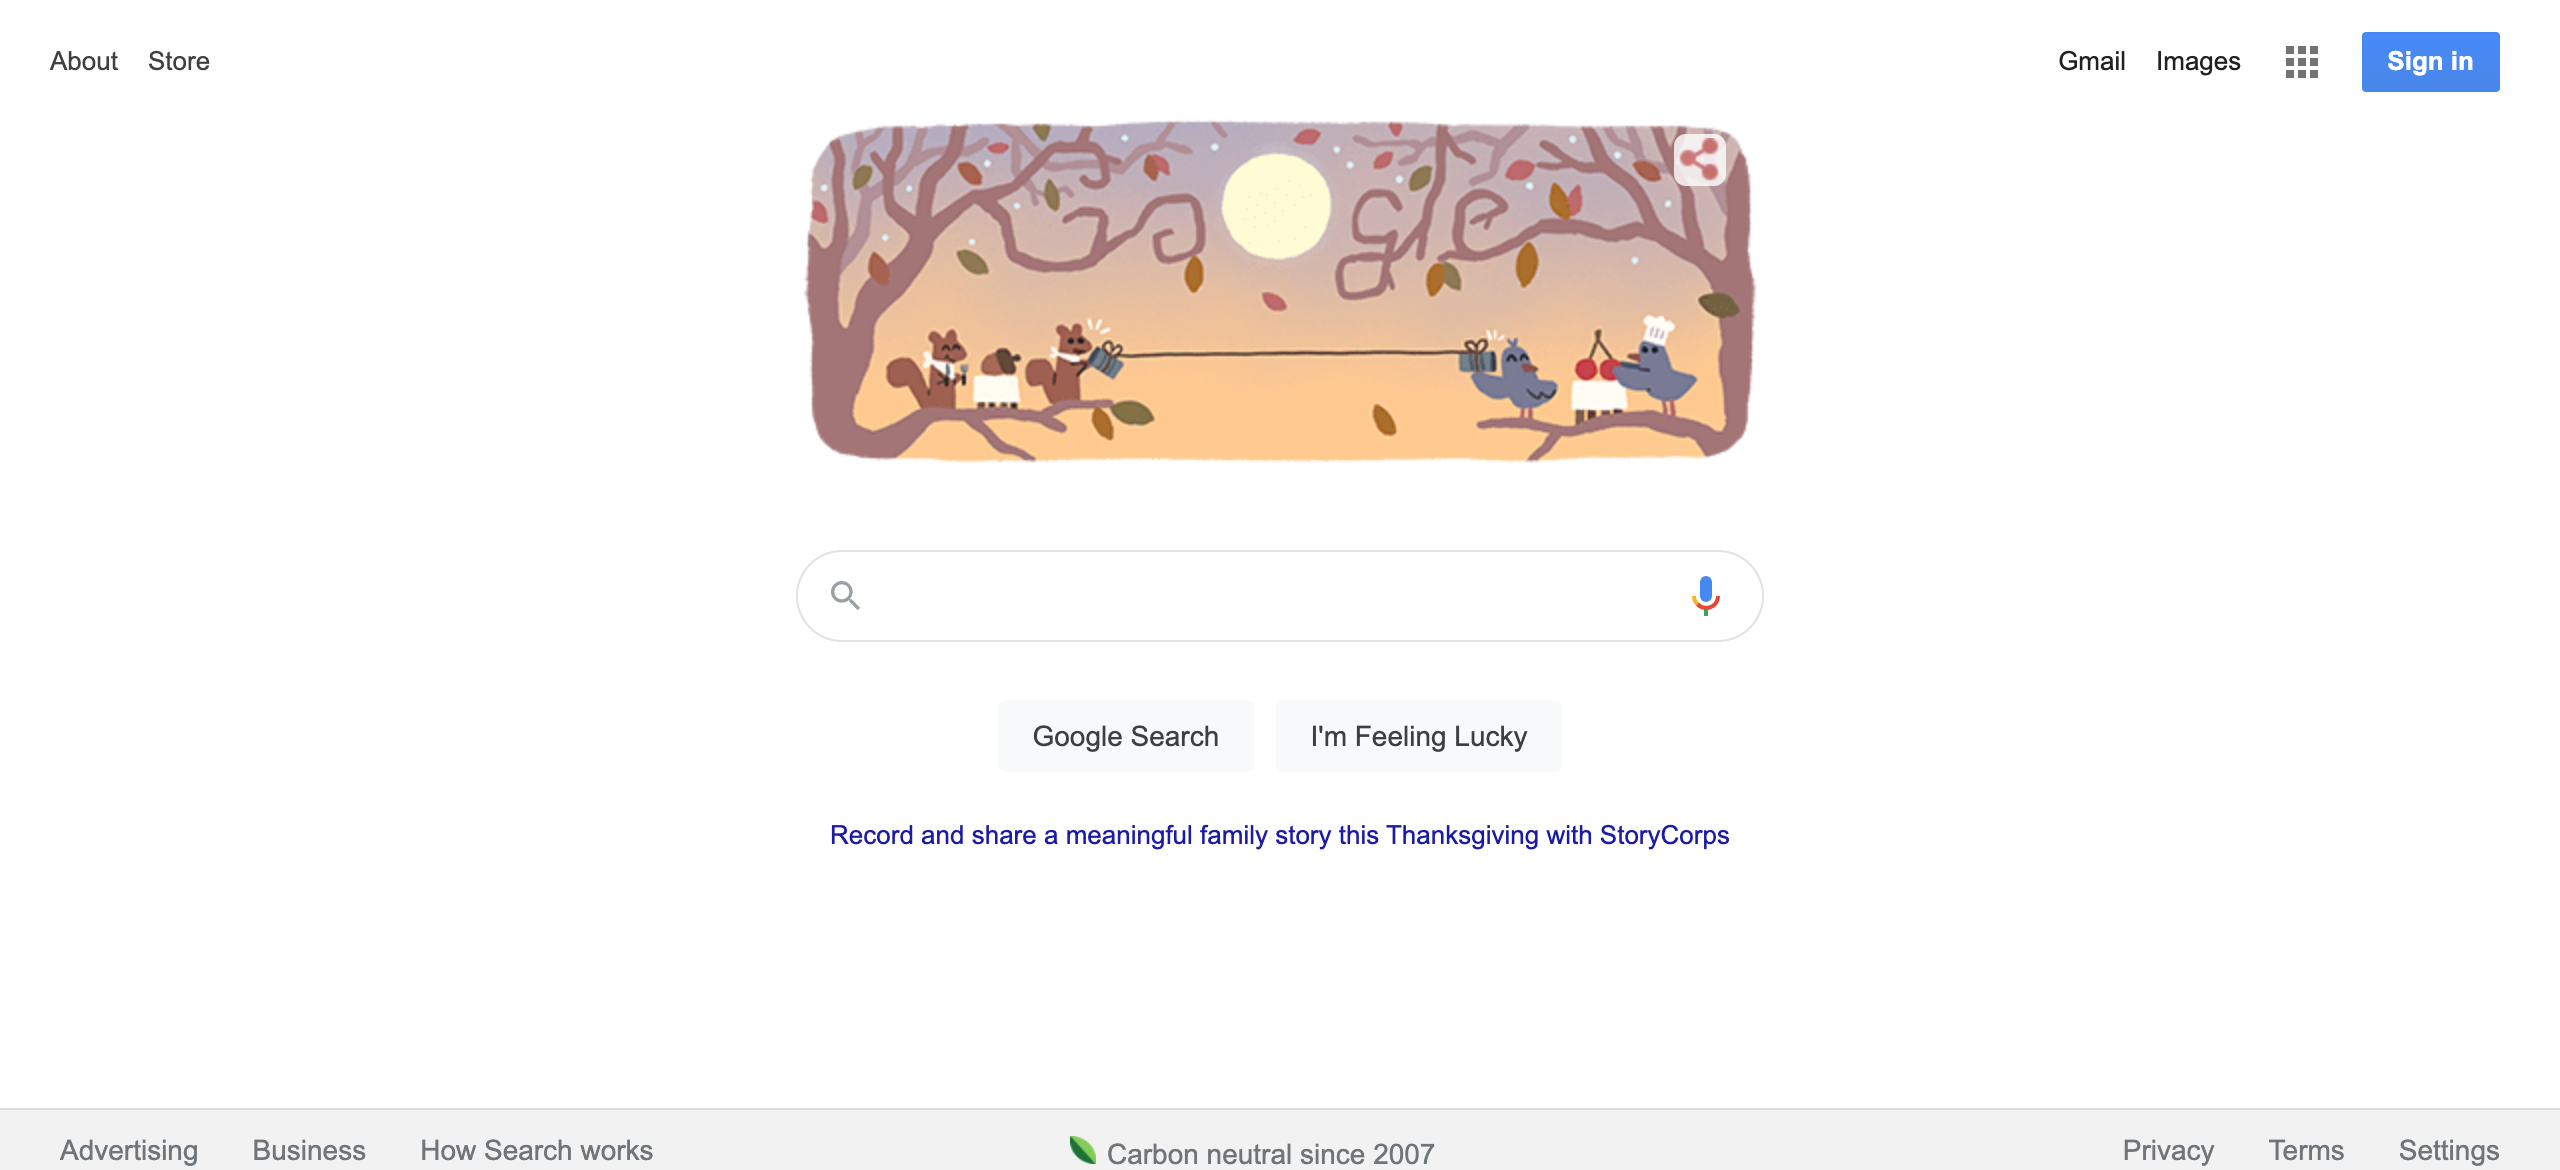 About Store
Gmail Images Sign in
Google
Google Search I'm Feeling Lucky
Record and share a meaningful family story this Thanksgiving with StoryCorps
Advertising Business How Search works
Carbon neutral since 2007
Privacy Terms Settings